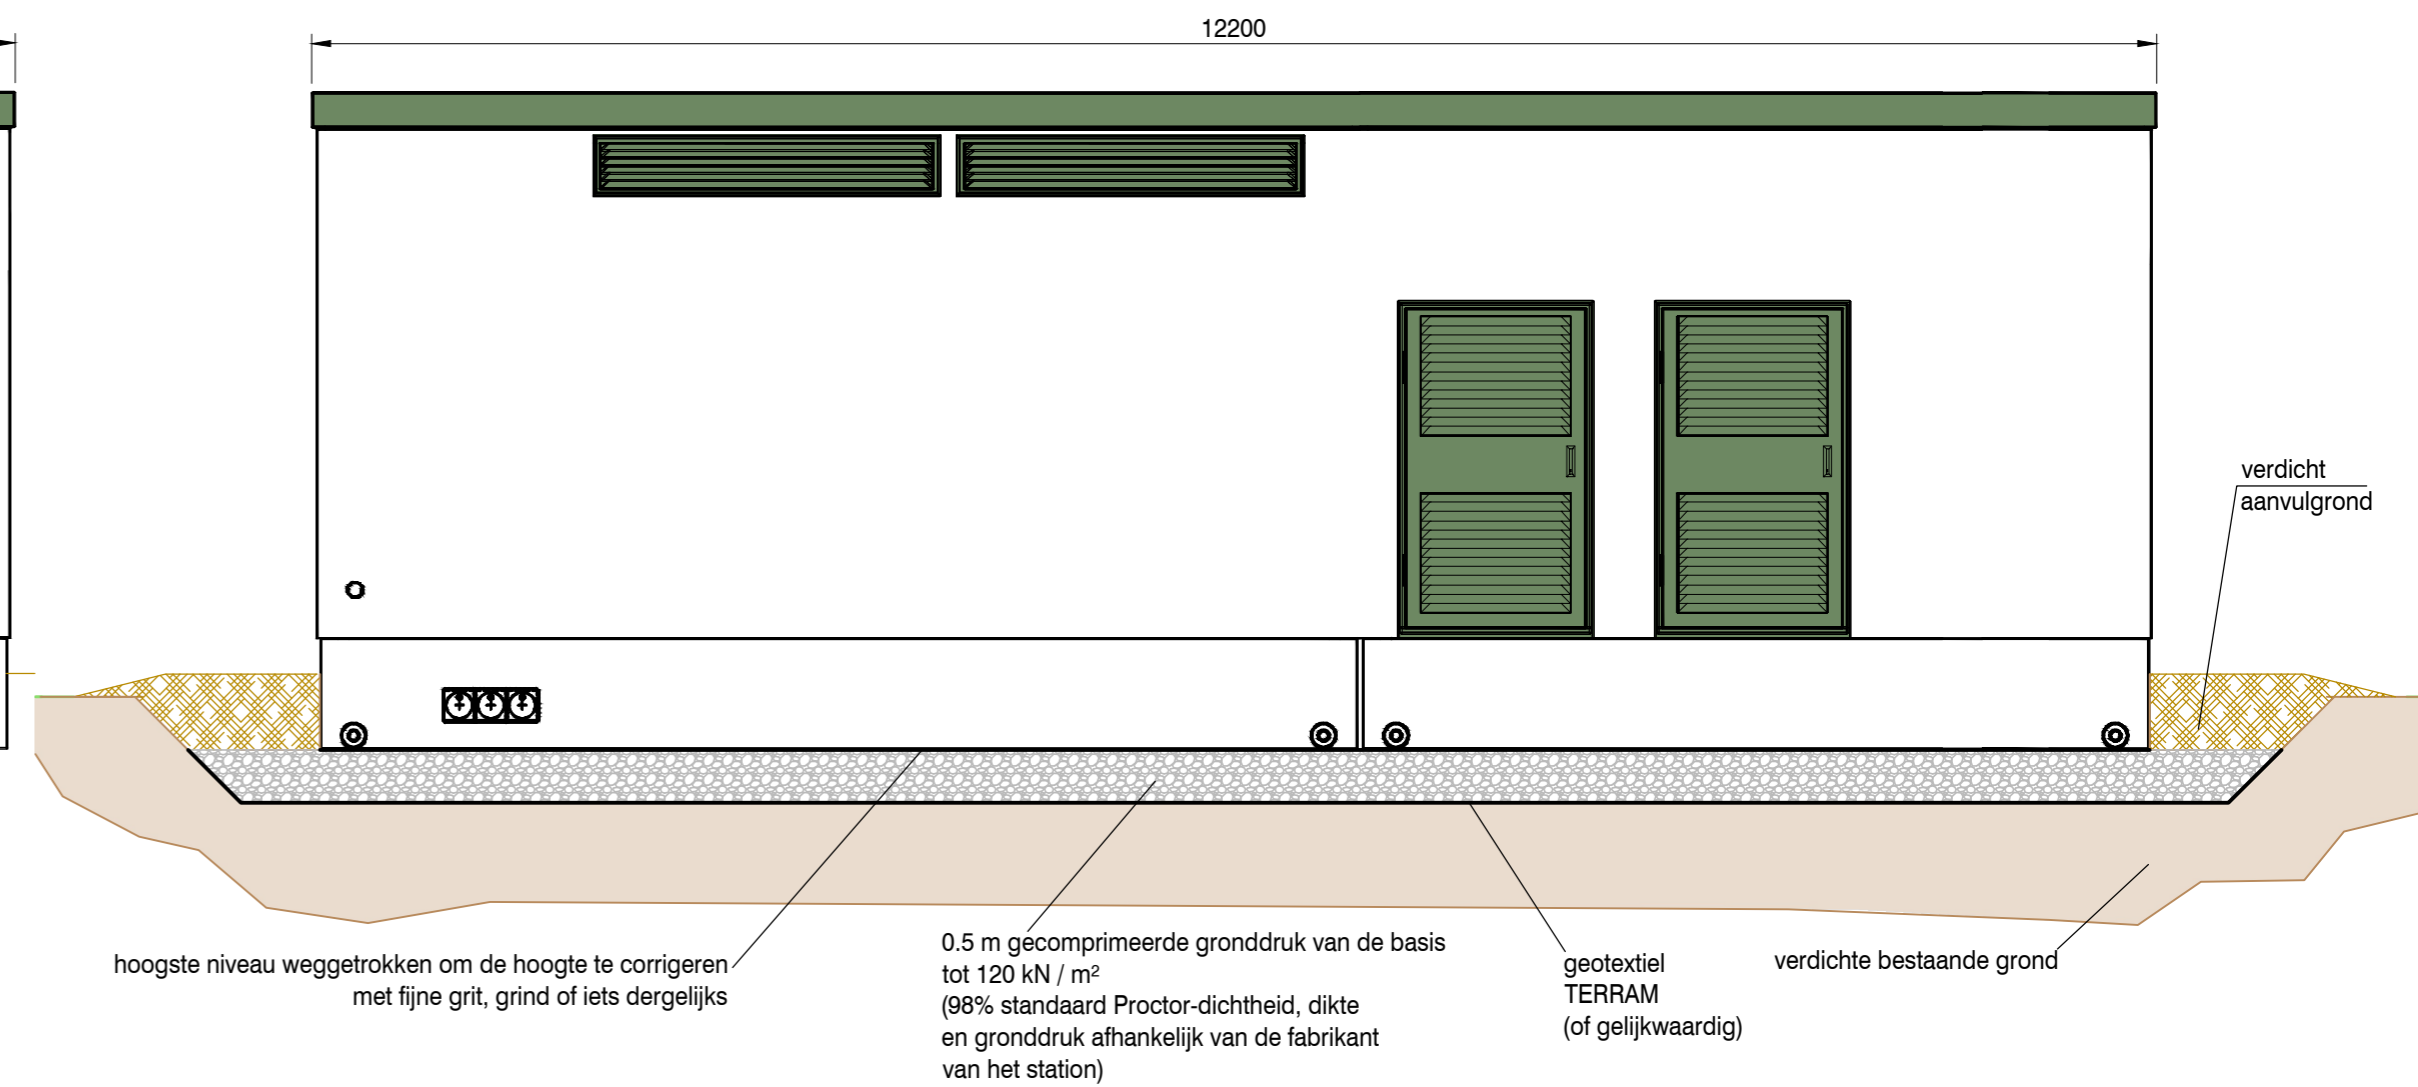 12200
verdicht
aanvulgrond
hoogste niveau weggetrokken om de hoogte te corrigeren
met fijne grit, grind of iets dergelijks
0.5 m gecomprimeerde gronddruk van de basis
tot 120 kN / m²
(98% standaard Proctor-dichtheid, dikte
en gronddruk afhankelijk van de fabrikant
van het station)
geotextiel
TERRAM
(of gelijkwaardig)
verdichte bestaande grond